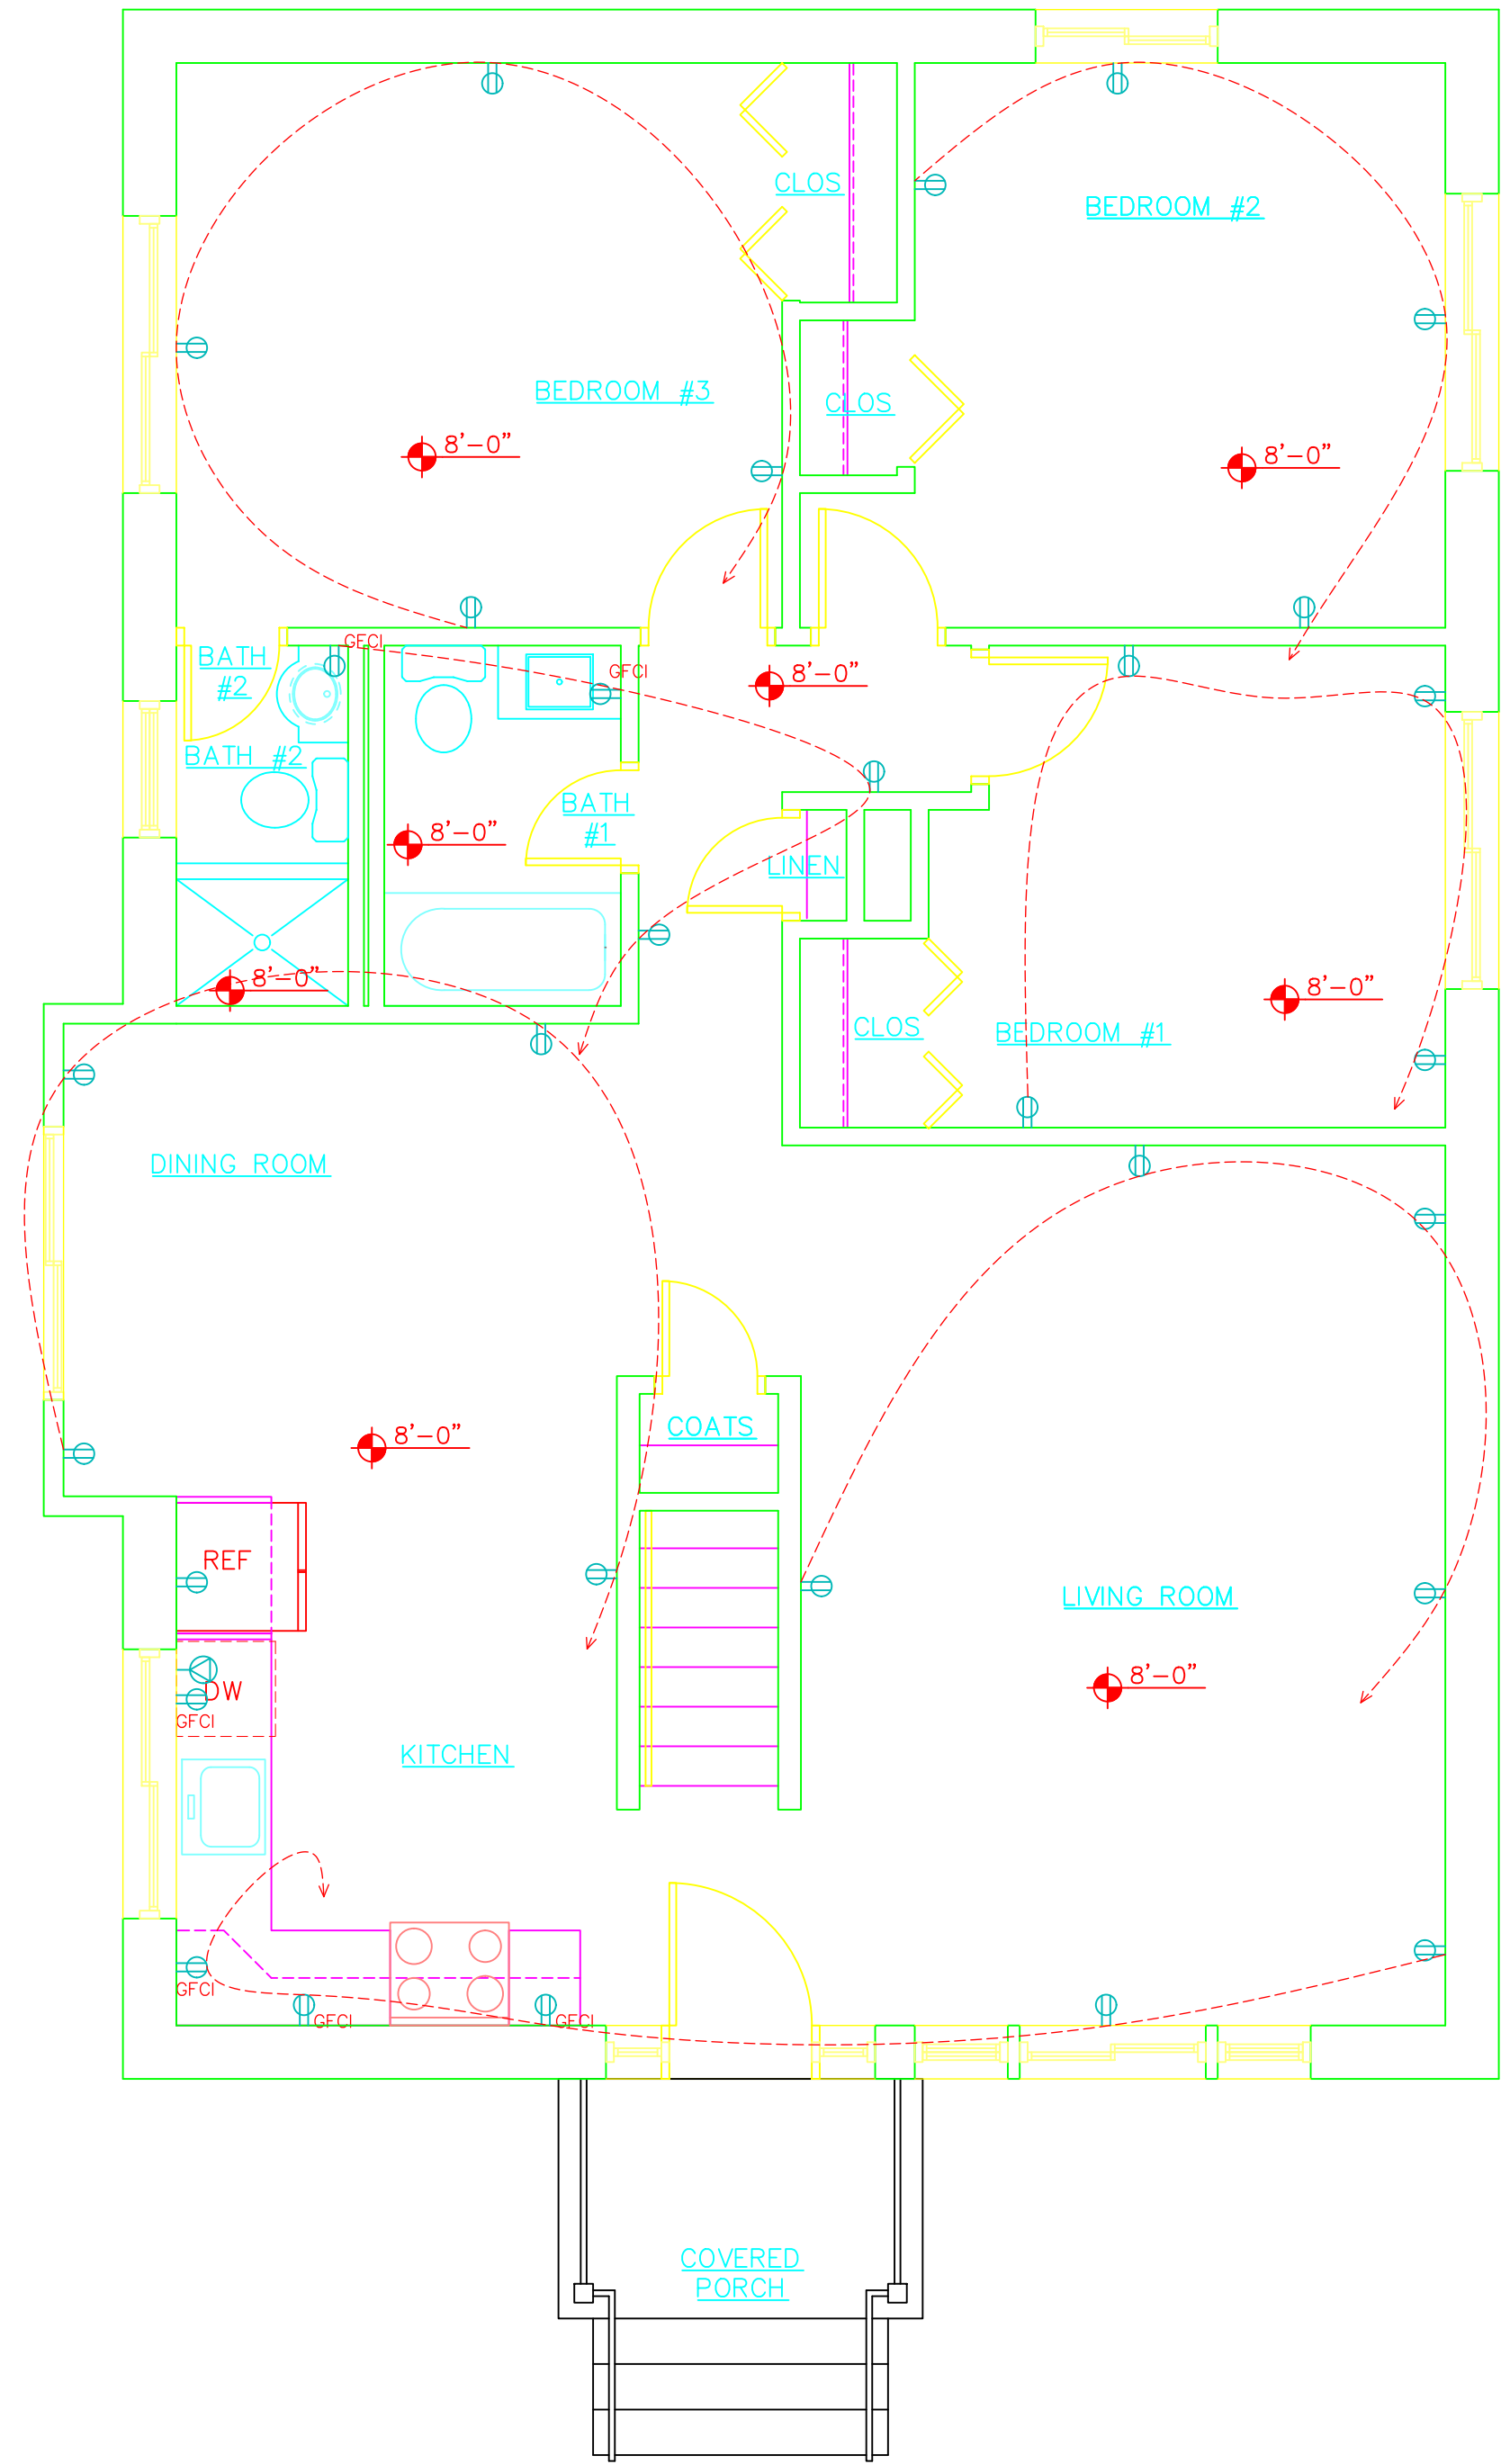 CLOS
BEDROOM #2
BEDROOM #3
CLOS
8'-0"
8'-0"
GFCI
BATH
#2
GFCI
8'-0"
BATH #2
BATH
#1
8'-0"
LINEN
8'-0"
8'-0"
CLOS
BEDROOM #1
DINING ROOM
COATS
8'-0"
REF
LIVING ROOM
8'-0"
DW
GFCI
KITCHEN
GFCI
GFCI
GFCI
COVERED
PORCH